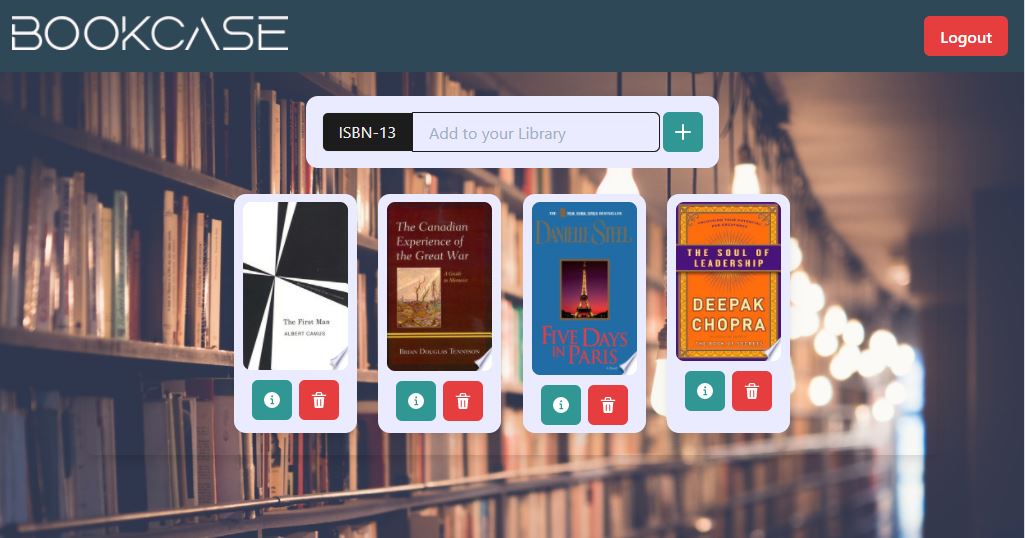 BOOKCASE
Logout
ISBN-13
Add to your Library
The First Man
ALBERT CAMUS
The Canadian
Experience of
the Great War
A Guide
to Memoirs
BRIAN DOUGLAS TENNYSON
DANIELLE STEEL
FIVE DAYS
IN PARIS
THE SOUL OF
LEADERSHIP
DEEPAK
CHOPRA